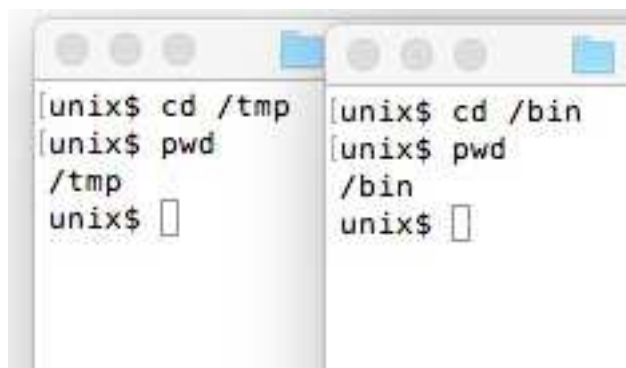 unix$ cd /tmp
unix$ pwd
/tmp
unix$
unix$ cd /bin
unix$ pwd
/bin
unix$